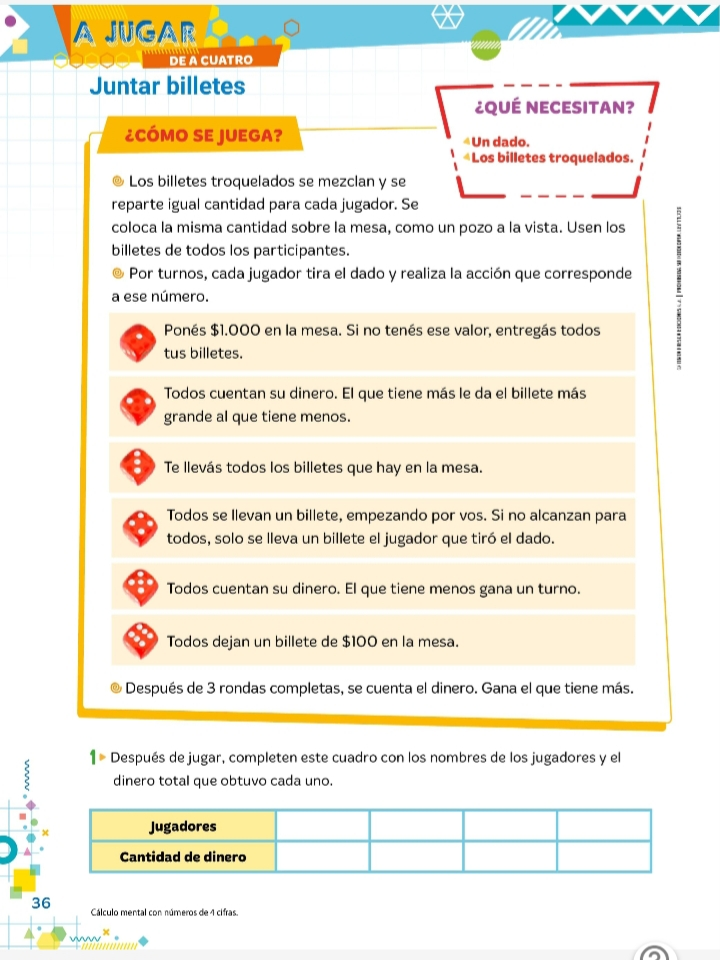 A JUGAR
DE A CUATRO
Juntar billetes
¿QUÉ NECESITAN?
Un dado.
Los billetes troquelados.
¿CÓMO SE JUEGA?
Los billetes troquelados se mezclan y se
reparte igual cantidad para cada jugador. Se
coloca la misma cantidad sobre la mesa, como un pozo a la vista. Usen los
billetes de todos los participantes.
Por turnos, cada jugador tira el dado y realiza la acción que corresponde
a ese número.
Ponés $1.000 en la mesa. Si no tenés ese valor, entregás todos
tus billetes.
Todos cuentan su dinero. El que tiene más le da el billete más
grande al que tiene menos.
Te llevás todos los billetes que hay en la mesa.
Todos se llevan un billete, empezando por vos. Si no alcanzan para
todos, solo se lleva un billete el jugador que tiró el dado.
Todos cuentan su dinero. El que tiene menos gana un turno.
Todos dejan un billete de $100 en la mesa.
Después de 3 rondas completas, se cuenta el dinero. Gana el que tiene más.
1 Después de jugar, completen este cuadro con los nombres de los jugadores y el
dinero total que obtuvo cada uno.
Jugadores
Cantidad de dinero
36
Cálculo mental con números de 4 cifras.